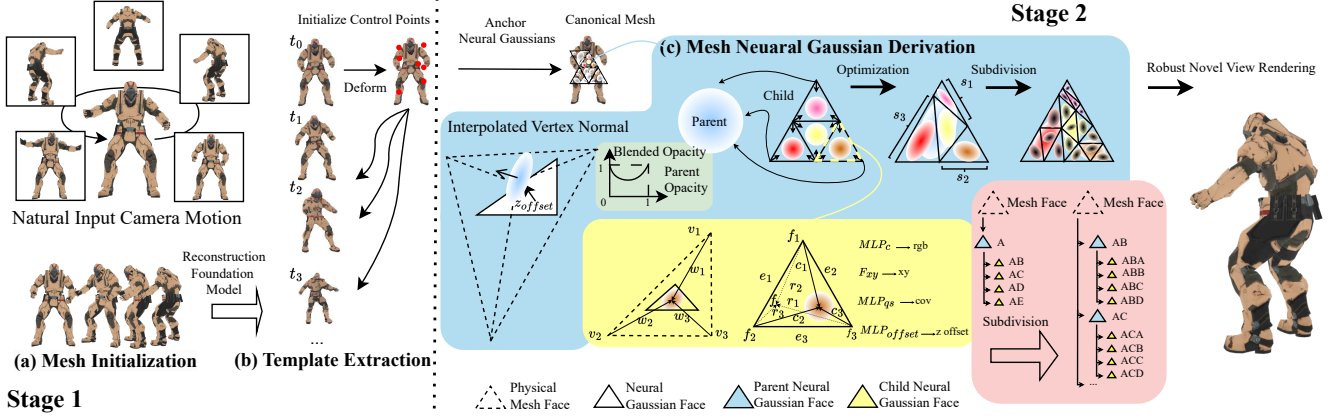 Stage 2
Initialize Control Points
t0
Deform
t1
t2
t3
...
Natural Input Camera Motion
Reconstruction
Foundation
Model
(a) Mesh Initialization
(b) Template Extraction
Stage 1
Anchor
Neural Gaussians
Canonical Mesh
(c) Mesh Neuaral Gaussian Derivation
Parent
Child
Optimization
Subdivision
s3
s1
s2
Robust Novel View Rendering
Interpolated Vertex Normal
zoffset
Blended Opacity
1
Parent
Opacity
0
1
v1
w1
w2
w3
v2
v3
f1
e1
c1
e2
r2
f
r1
r3
c2
c3
f2
e3
f3
MLPc → rgb
Fxy → xy
MLPqs → cov
MLPoffset → z offset
Mesh Face
A
AB
AC
AD
AE
Subdivision
Mesh Face
AB
ABA
ABB
ABC
ABD
AC
ACA
ACB
ACC
ACD
...
Physical
Mesh Face
Neural
Gaussian Face
Parent Neural
Gaussian Face
Child Neural
Gaussian Face